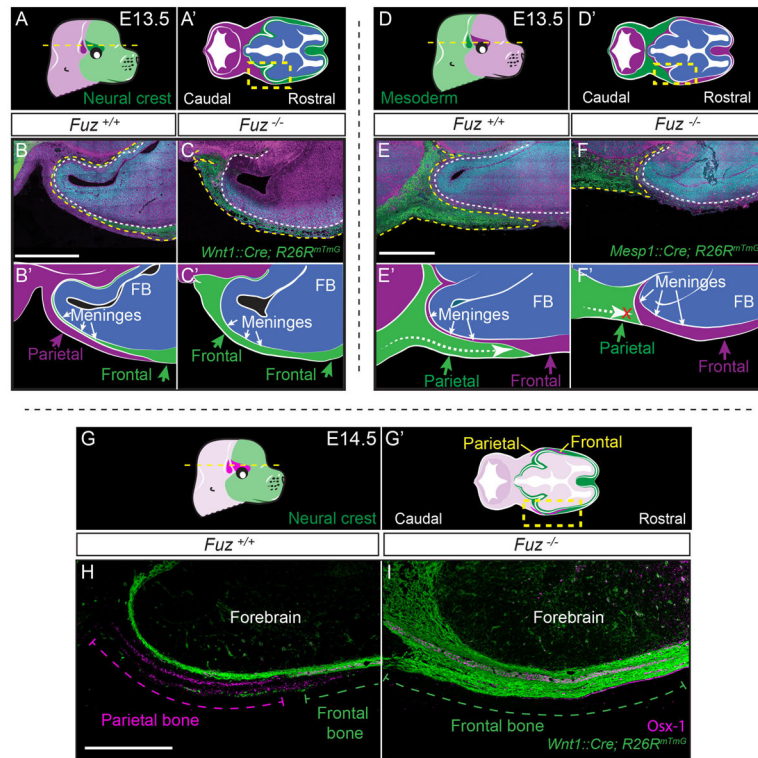 A
E13.5
Neural crest
A’
Caudal
Rostral
Fuz +/+
Fuz -/-
B
C
Wnt1::Cre; R26R mTmG
B’
FB
Meninges
Parietal
Frontal
C’
FB
Meninges
Frontal
Frontal
D
E13.5
Mesoderm
D’
Caudal
Rostral
Fuz +/+
Fuz -/-
E
F
Mesp1::Cre; R26R mTmG
E’
FB
Meninges
Parietal
Frontal
F’
Meninges
FB
Parietal
Frontal
G
E14.5
Neural crest
G’
Parietal
Frontal
Caudal
Rostral
Fuz +/+
Fuz -/-
H
Forebrain
Parietal bone
Frontal
bone
I
Forebrain
Frontal bone
Osx-1
Wnt1::Cre; R26R mTmG